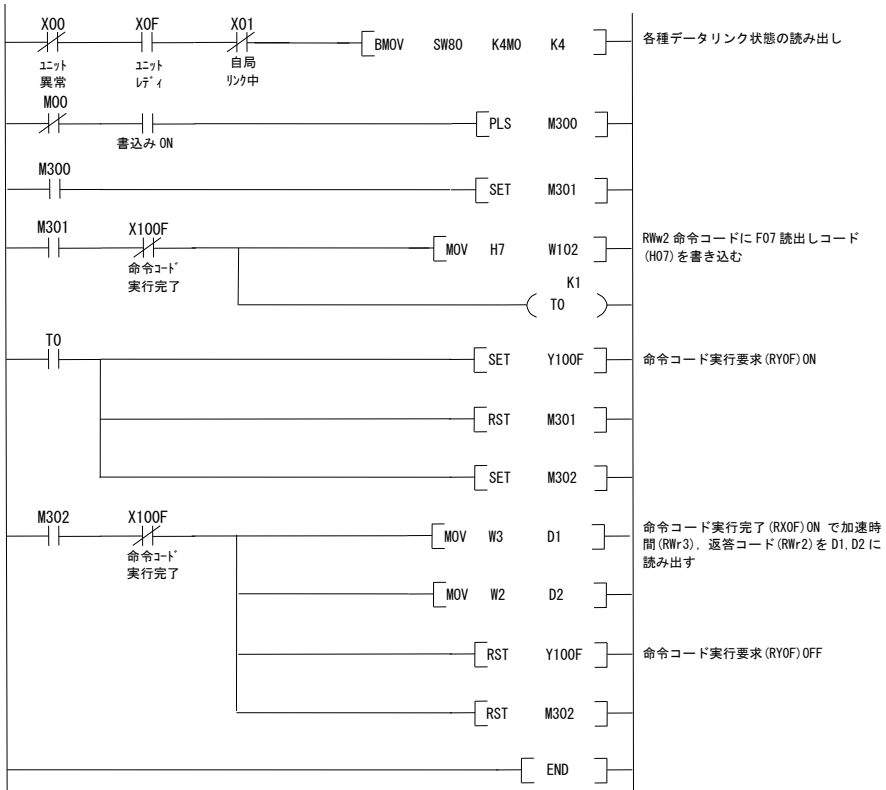 X00 X0F X01
BMOV SW80 K4M0 K4 各種データリンク状態の読み出し
ﾕﾆｯﾄ ﾕﾆｯﾄ 自局
異常 ﾚﾃﾞｨ ﾘﾝｸ中
M00
PLS M300
書込み ON
M300
SET M301
M301 X100F
MOV H7 W102 RWw2 命令コードに F07 読出しコード
(H07)を書き込む
命令ｺｰﾄﾞ
実行完了
K1
T0
T0
SET Y100F 命令コード実行要求(RY0F)ON
RST M301
SET M302
M302 X100F
MOV W3 D1 命令コード実行完了(RX0F)ON で加速時
間(RWr3), 返答コード(RWr2)を D1,D2 に
読み出す
命令ｺｰﾄﾞ
実行完了
MOV W2 D2
RST Y100F 命令コード実行要求(RY0F)OFF
RST M302
END